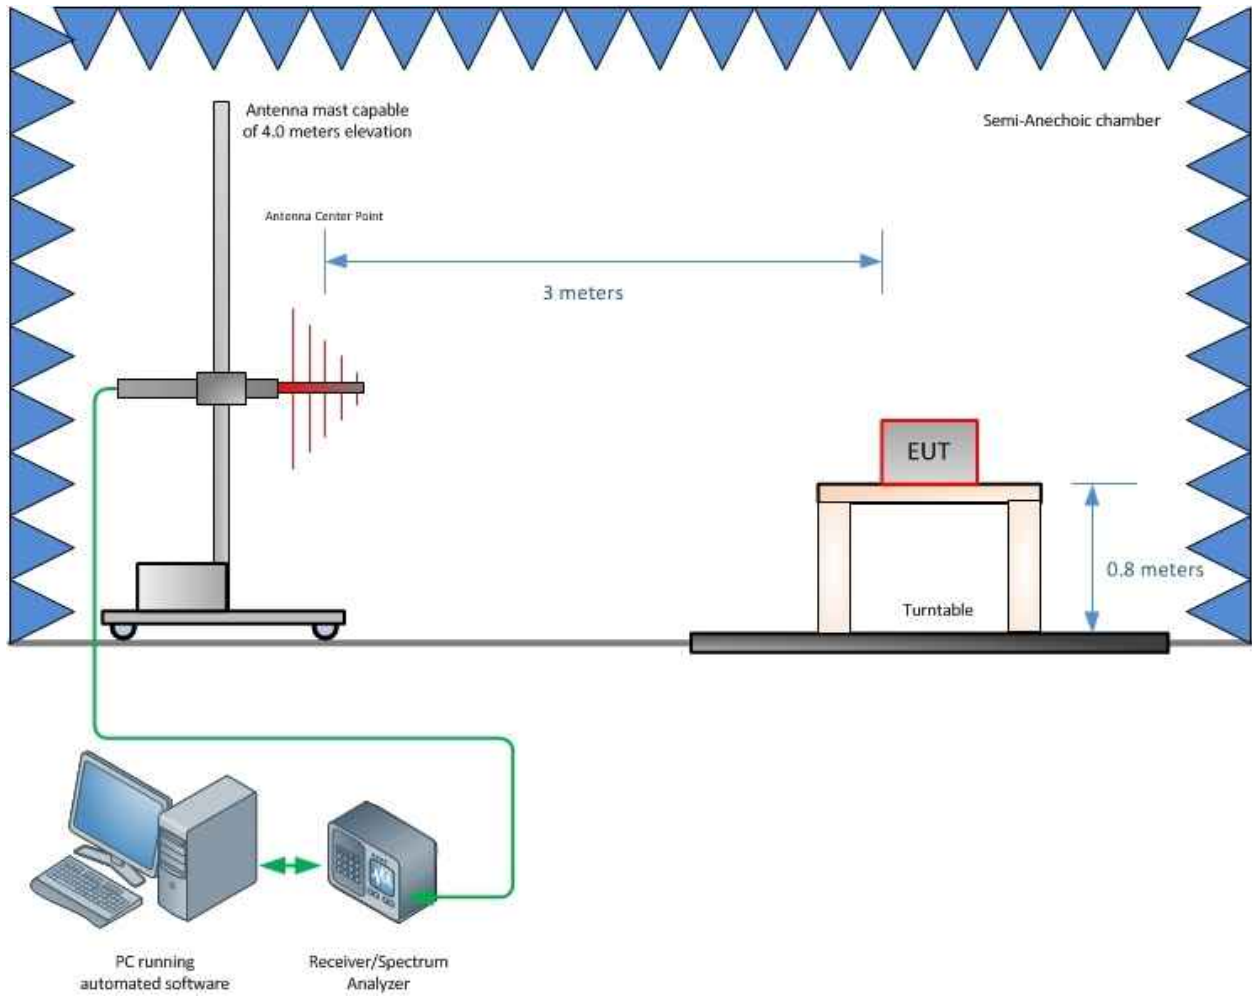 Antenna mast capable
of 4.0 meters elevation
Semi-Anechoic chamber
Antenna Center Point
3 meters
EUT
0.8 meters
Turntable
PC running
automated software
Receiver/Spectrum
Analyzer